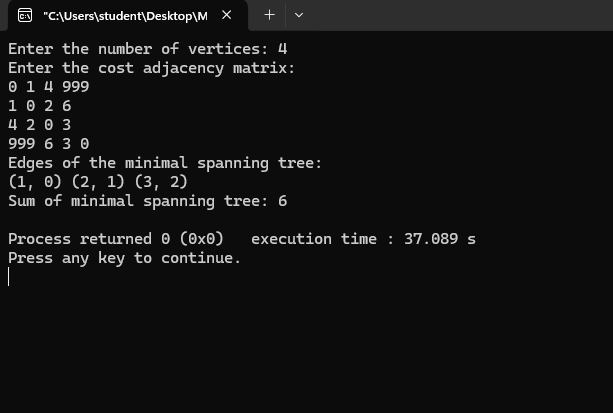 "C:\Users\student\Desktop\M
Enter the number of vertices: 4
Enter the cost adjacency matrix:
0 1 4 999
1 0 2 6
4 2 0 3
999 6 3 0
Edges of the minimal spanning tree:
(1, 0) (2, 1) (3, 2)
Sum of minimal spanning tree: 6
Process returned 0 (0x0)   execution time : 37.089 s
Press any key to continue.